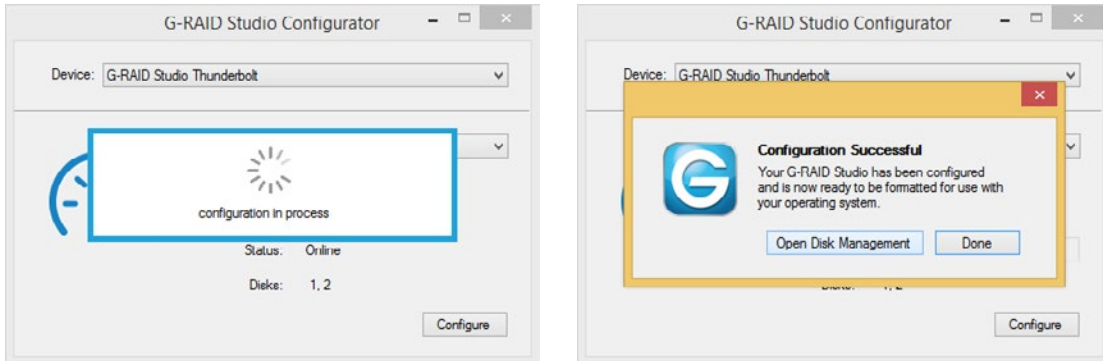 G-RAID Studio Configurator
Device: G-RAID Studio Thunderbolt
configuration in process
Status: Online
Disks: 1, 2
Configure
G-RAID Studio Configurator
Device: G-RAID Studio Thunderbolt
G
Configuration Successful
Your G-RAID Studio has been configured
and is now ready to be formatted for use with
your operating system.
Open Disk Management
Done
Configure